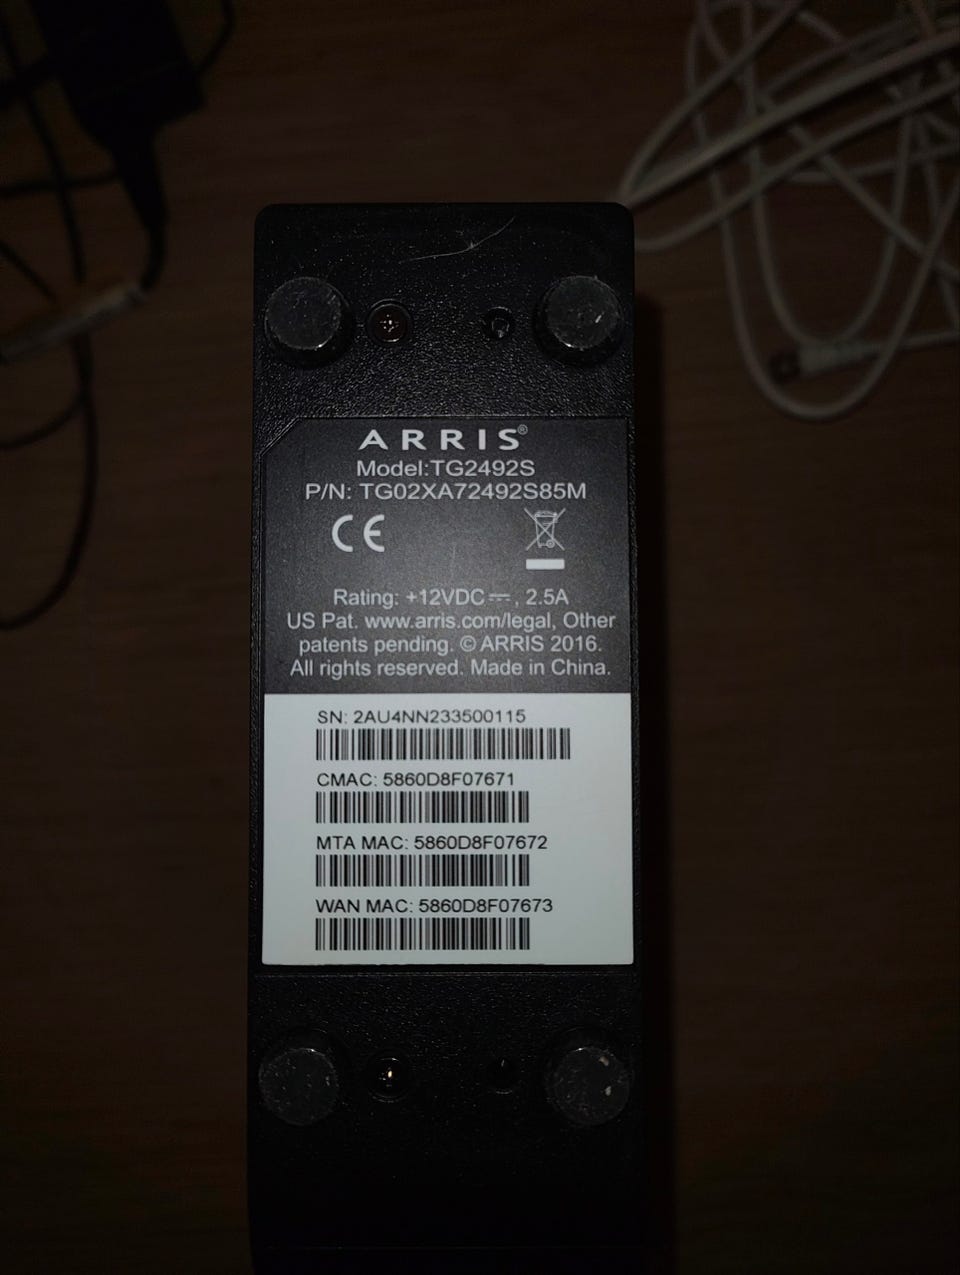 ARRIS®
Model:TG2492S
P/N: TG02XA72492S85M
CE
Rating: +12VDC⎓, 2.5A
US Pat. www.arris.com/legal, Other
patents pending. © ARRIS 2016.
All rights reserved. Made in China.
SN: 2AU4NN233500115
CMAC: 5860D8F07671
MTA MAC: 5860D8F07672
WAN MAC: 5860D8F07673